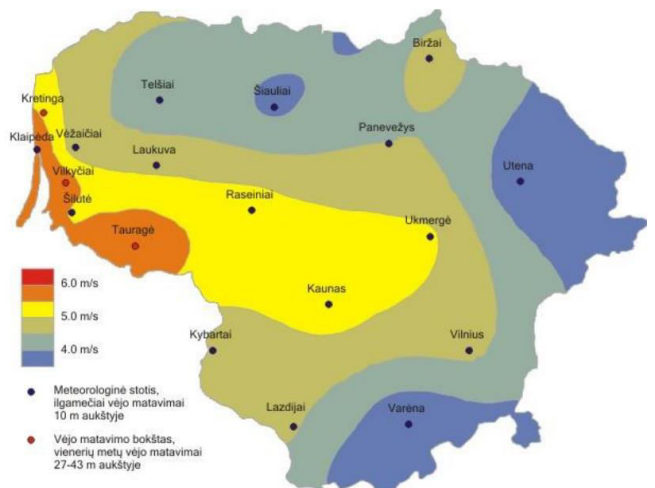 Biržai
Telšiai
Šiauliai
Kretinga
Klaipėda
Vėžaičiai
Panevežys
Laukuva
Utena
Vilkyčiai
Raseiniai
Šilutė
Ukmergė
Tauragė
Kaunas
Kybartai
Vilnius
Lazdijai
Varėna
6.0 m/s
5.0 m/s
4.0 m/s
Meteorologinė stotis,
ilgamečiai vėjo matavimai
10 m aukštyje
Vėjo matavimo bokštas,
vienerių metų vėjo matavimai
27-43 m aukštyje